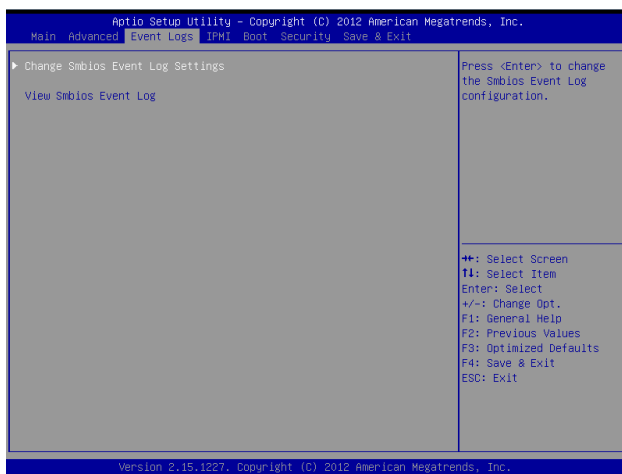 Aptio Setup Utility – Copyright (C) 2012 American Megatrends, Inc.
Main Advanced Event Logs IPMI Boot Security Save & Exit
▶ Change Smbios Event Log Settings
View Smbios Event Log
Press <Enter> to change
the Smbios Event Log
configuration.
→←: Select Screen
↑↓: Select Item
Enter: Select
+/-: Change Opt.
F1: General Help
F2: Previous Values
F3: Optimized Defaults
F4: Save & Exit
ESC: Exit
Version 2.15.1227. Copyright (C) 2012 American Megatrends, Inc.